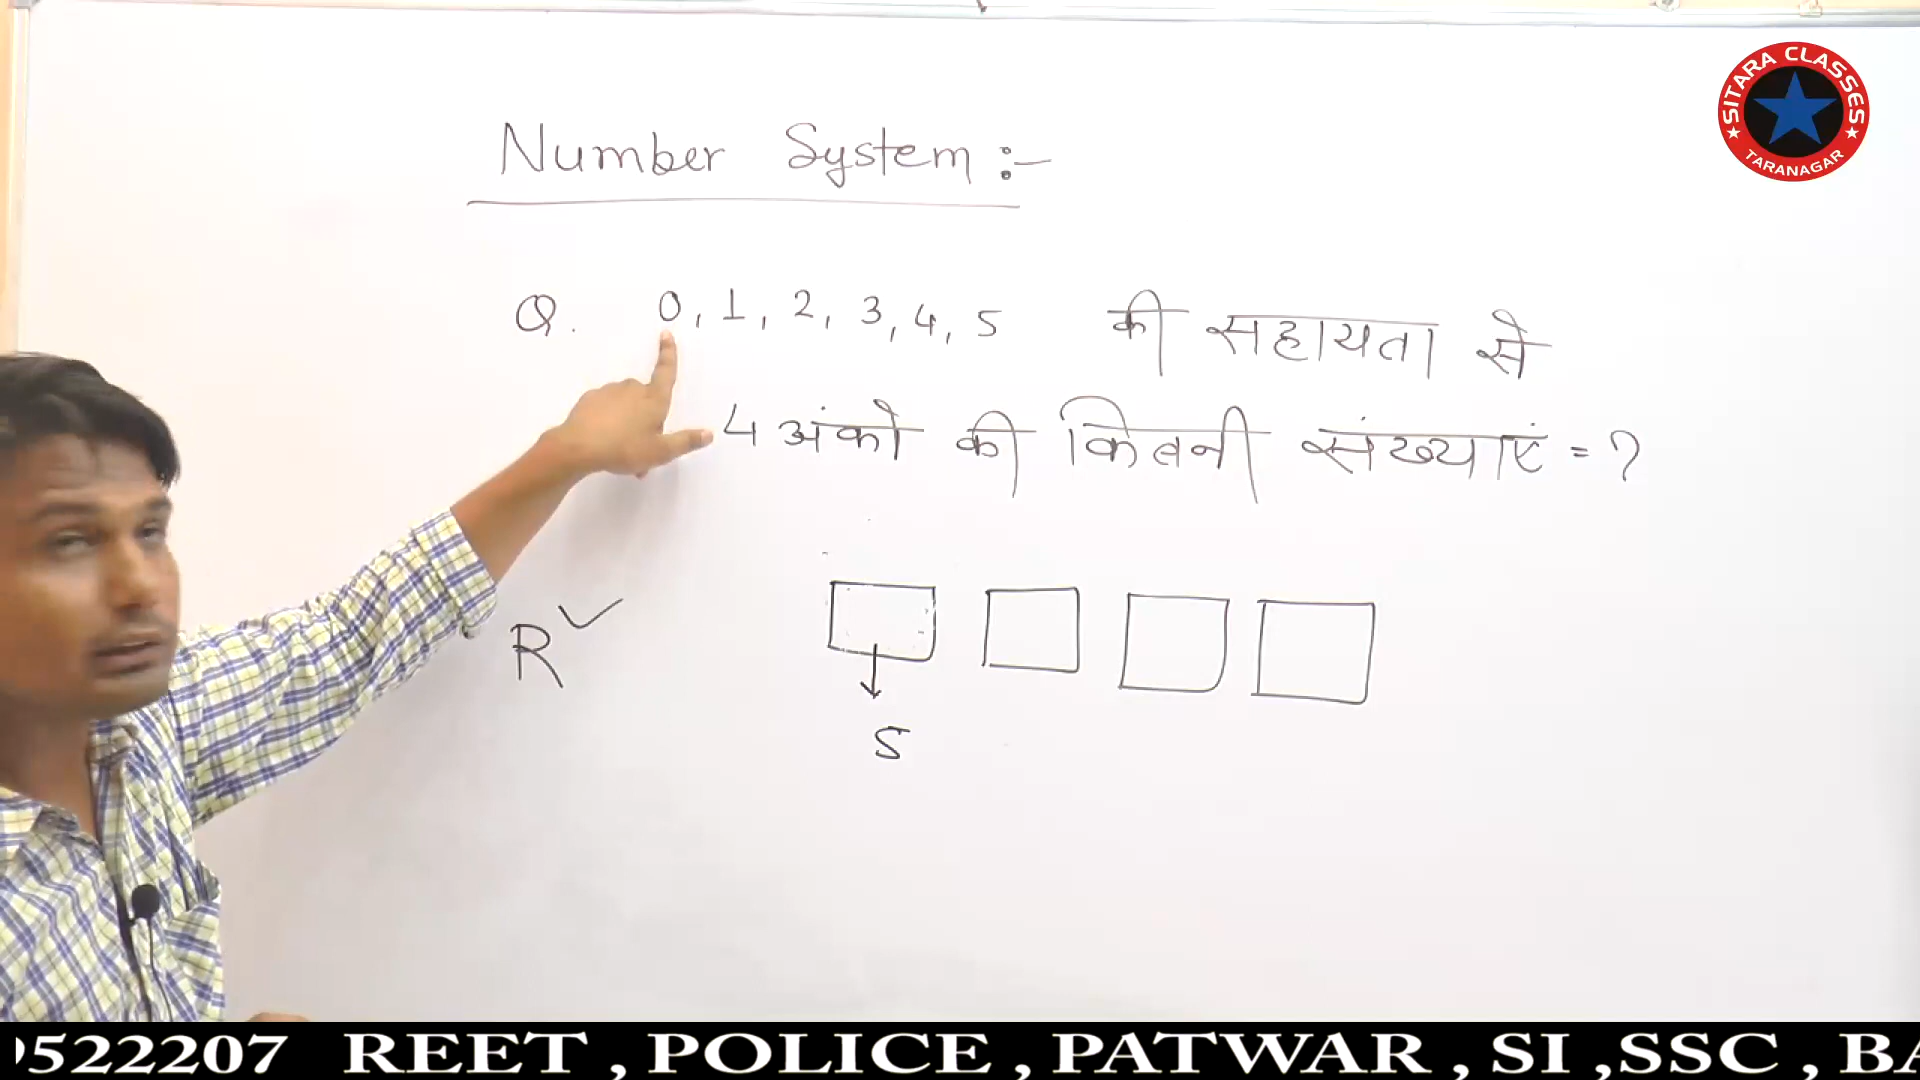 SITARA CLASSES
TARANAGAR
Number System :-
Q. 0, 1, 2, 3, 4, 5 की सहायता से
4 अंको की कितनी संख्याएं = ?
R ✓
5
522207 REET , POLICE , PATWAR , SI ,SSC , BA